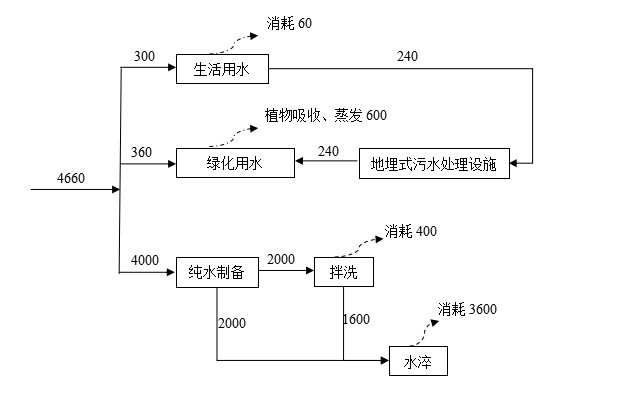 消耗 60
300
生活用水
240
植物吸收、蒸发 600
360
绿化用水
240
地埋式污水处理设施
4660
消耗 400
4000
纯水制备
2000
拌洗
2000
1600
消耗 3600
水淬